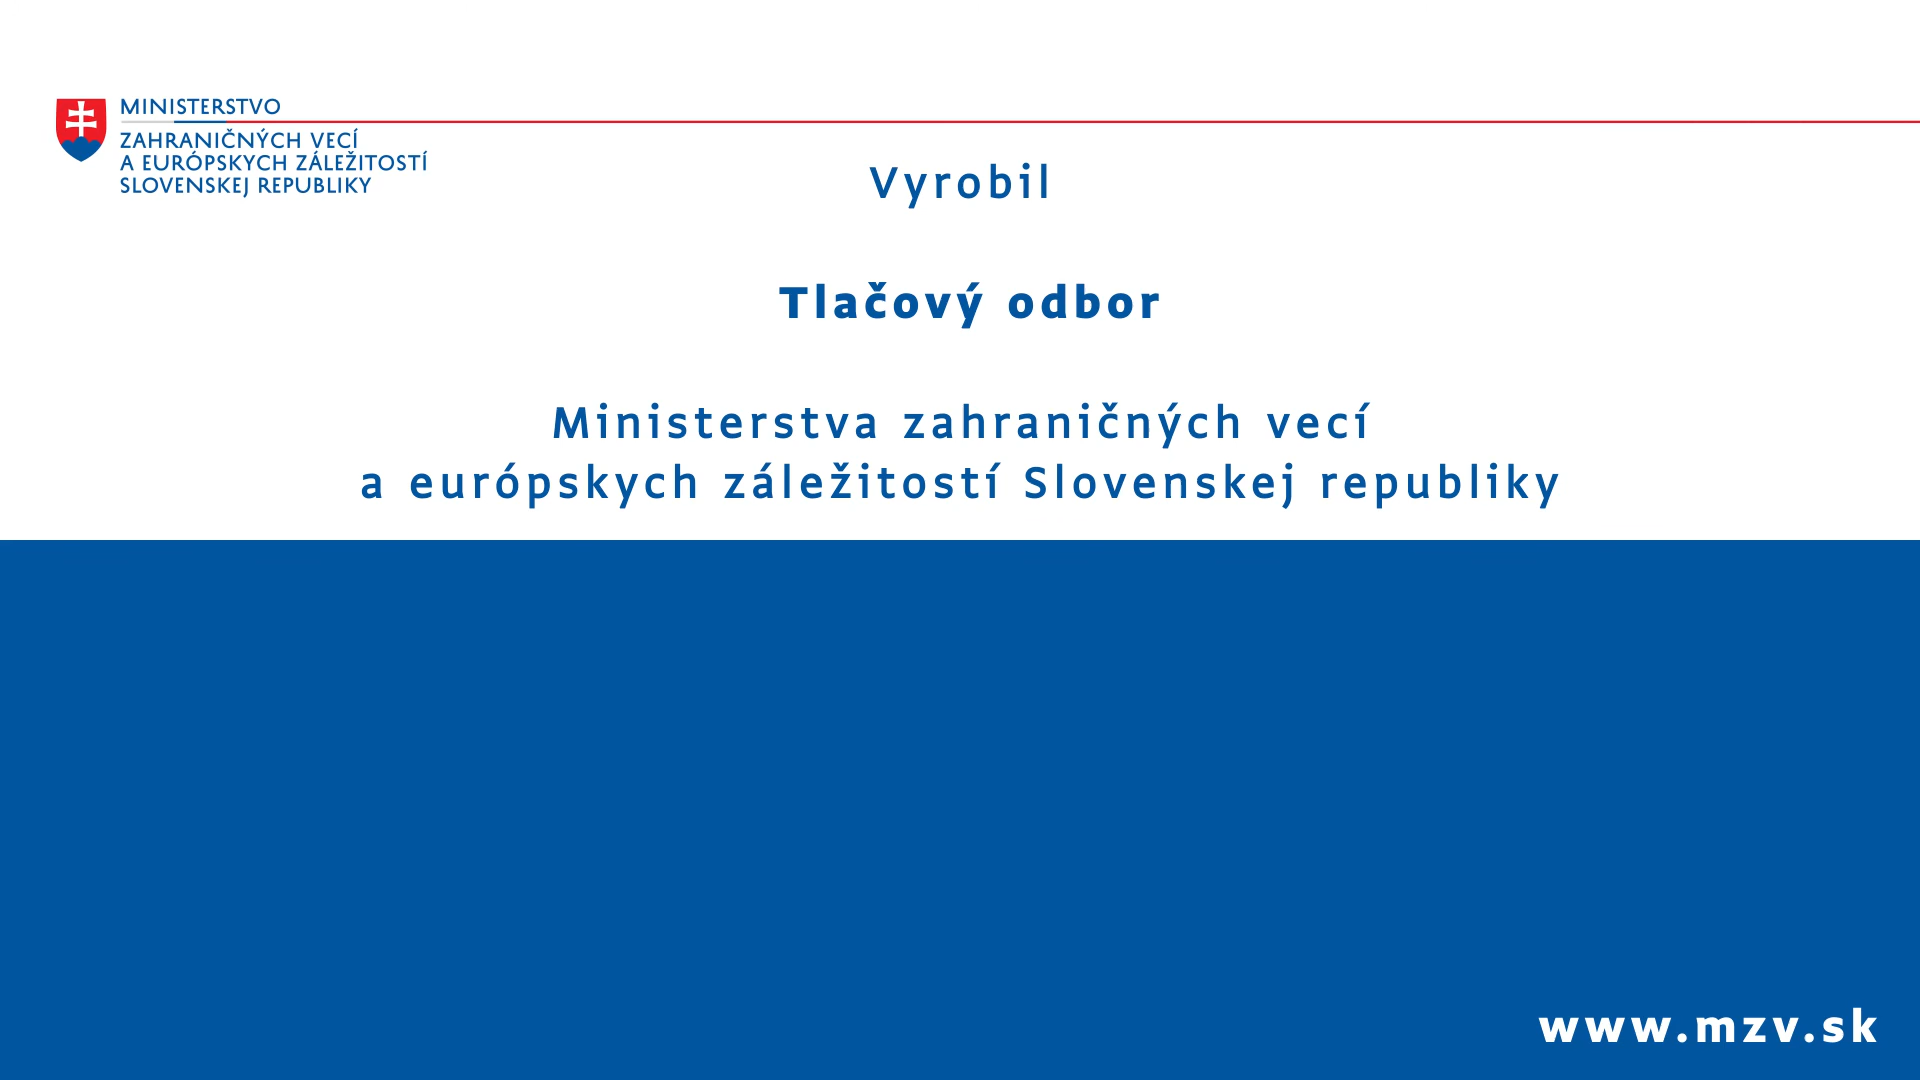 MINISTERSTVO
ZAHRANIČNÝCH VECÍ
A EURÓPSKYCH ZÁLEŽITOSTÍ
SLOVENSKEJ REPUBLIKY
Vyrobil
Tlačový odbor
Ministerstva zahraničných vecí
a európskych záležitostí Slovenskej republiky
www.mzv.sk